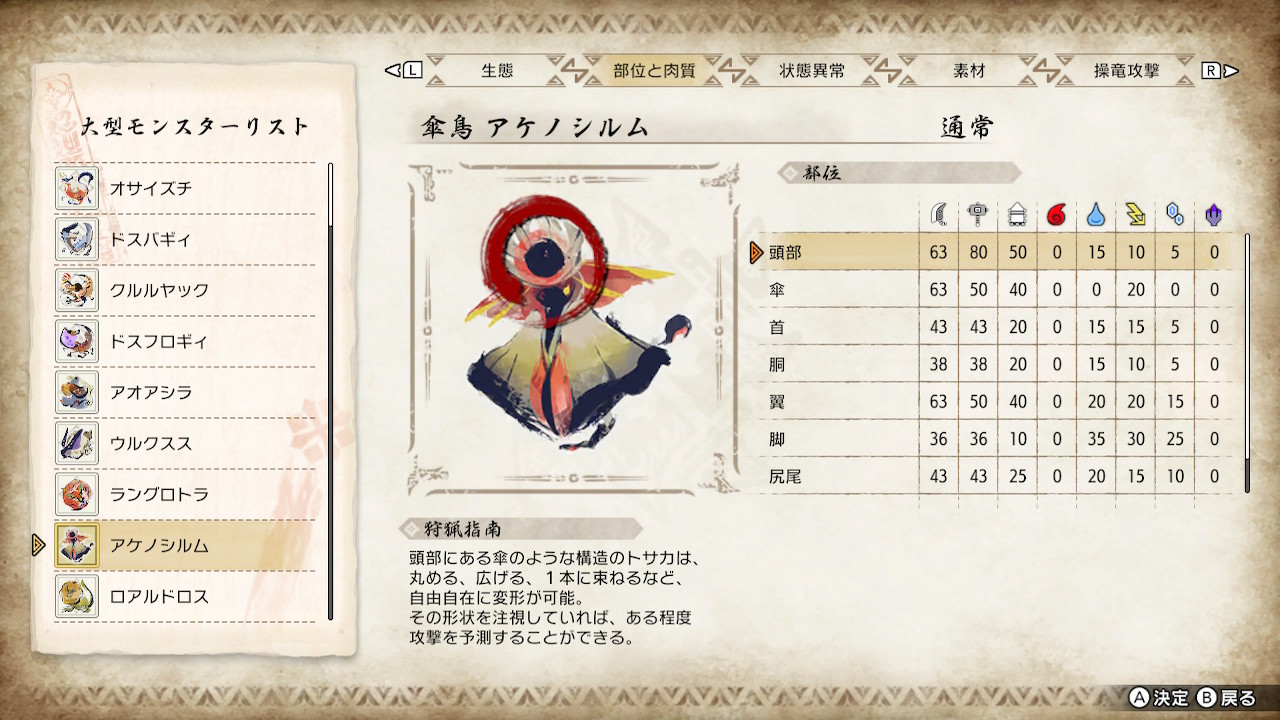 L 生態 部位と肉質 状態異常 素材 操竜攻撃 R
大型モンスターリスト
オサイズチ
ドスバギィ
クルルヤック
ドスフロギィ
アオアシラ
ウルクスス
ラングロトラ
アケノシルム
ロアルドロス
傘鳥 アケノシルム 通常
部位
頭部 63 80 50 0 15 10 5 0
傘 63 50 40 0 0 20 0 0
首 43 43 20 0 15 15 5 0
胴 38 38 20 0 15 10 5 0
翼 63 50 40 0 20 20 15 0
脚 36 36 10 0 35 30 25 0
尻尾 43 43 25 0 20 15 10 0
狩猟指南
頭部にある傘のような構造のトサカは、
丸める、広げる、1本に束ねるなど、
自由自在に変形が可能。
その形状を注視していれば、ある程度
攻撃を予測することができる。
A 決定 B 戻る